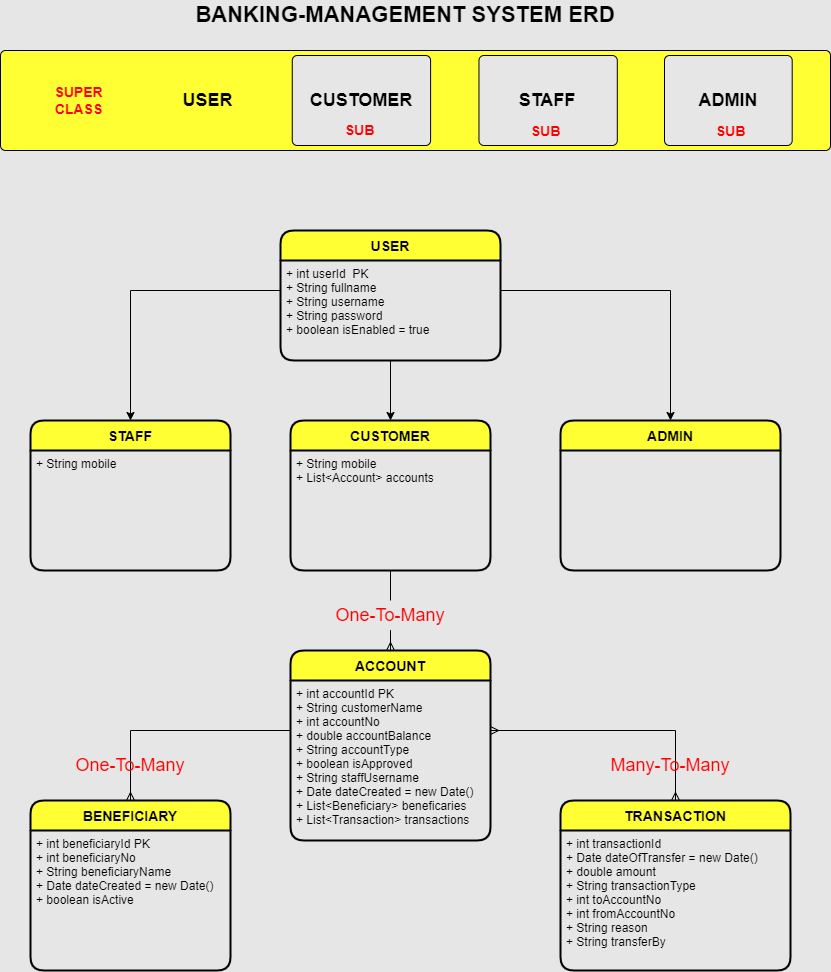 BANKING-MANAGEMENT SYSTEM ERD
SUPER
CLASS
USER
CUSTOMER
SUB
STAFF
SUB
ADMIN
SUB
USER
+ int userId  PK
+ String fullname
+ String username
+ String password
+ boolean isEnabled = true
STAFF
+ String mobile
CUSTOMER
+ String mobile
+ List<Account> accounts
ADMIN
One-To-Many
ACCOUNT
+ int accountId PK
+ String customerName
+ int accountNo
+ double accountBalance
+ String accountType
+ boolean isApproved
+ String staffUsername
+ Date dateCreated = new Date()
+ List<Beneficiary> beneficaries
+ List<Transaction> transactions
One-To-Many
BENEFICIARY
+ int beneficiaryId PK
+ int beneficiaryNo
+ String beneficiaryName
+ Date dateCreated = new Date()
+ boolean isActive
Many-To-Many
TRANSACTION
+ int transactionId
+ Date dateOfTransfer = new Date()
+ double amount
+ String transactionType
+ int toAccountNo
+ int fromAccountNo
+ String reason
+ String transferBy